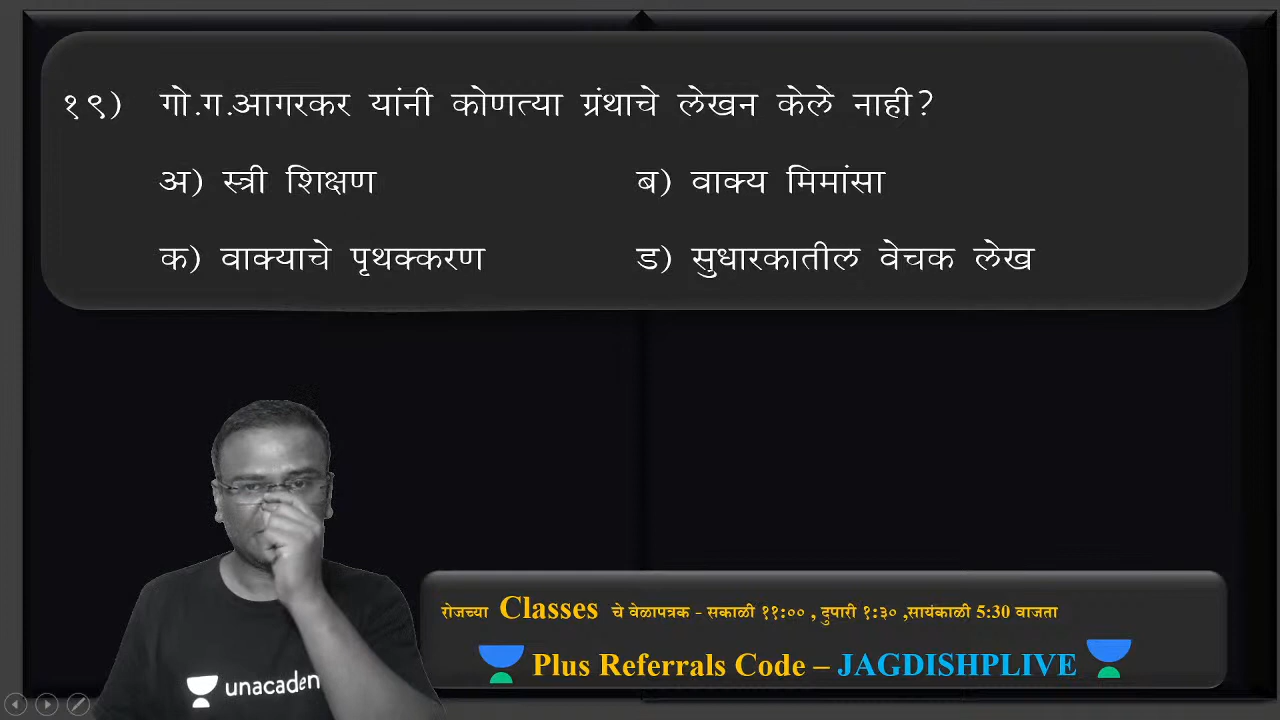 १९) गो.ग.आगरकर यांनी कोणत्या ग्रंथाचे लेखन केले नाही?
अ) स्त्री शिक्षण ब) वाक्य मिमांसा
क) वाक्याचे पृथक्करण ड) सुधारकातील वेचक लेख
रोजच्या Classes चे वेळापत्रक - सकाळी ११:०० , दुपारी १:३० ,सायंकाळी 5:30 वाजता
Plus Referrals Code – JAGDISHPLIVE
unacaden